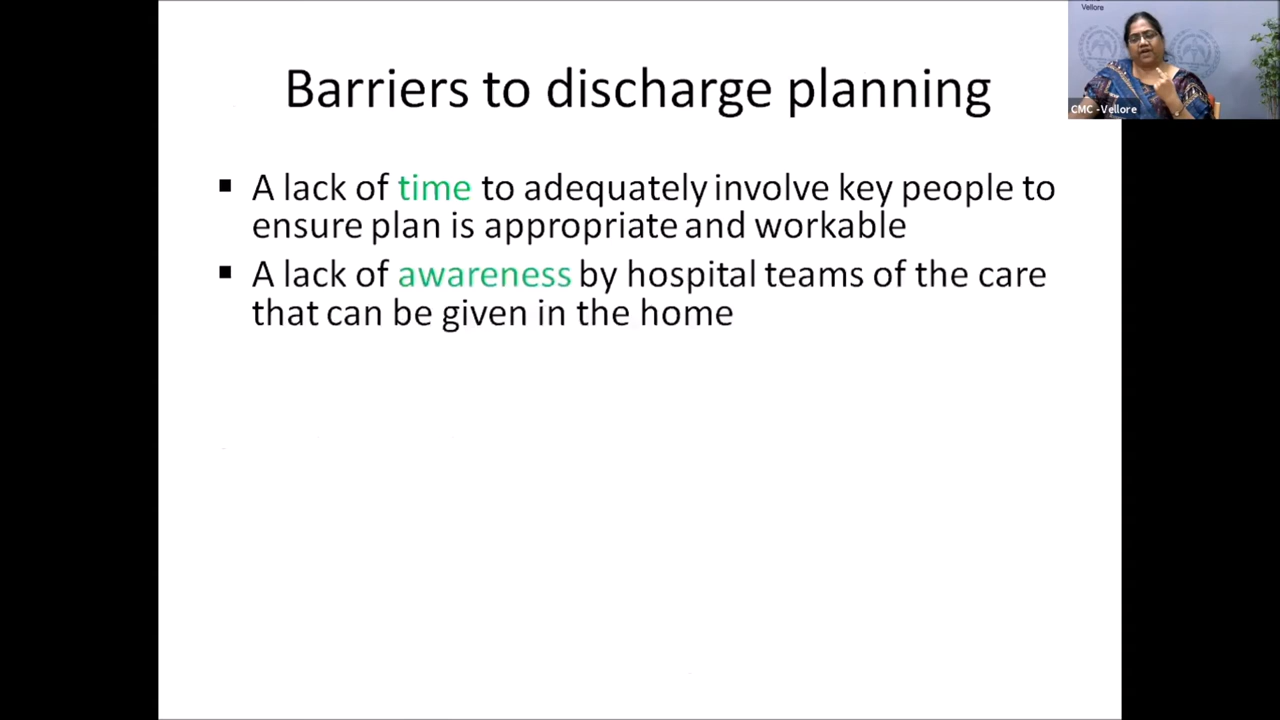 Vellore
CMC -Vellore
Barriers to discharge planning
▪ A lack of time to adequately involve key people to
ensure plan is appropriate and workable
▪ A lack of awareness by hospital teams of the care
that can be given in the home